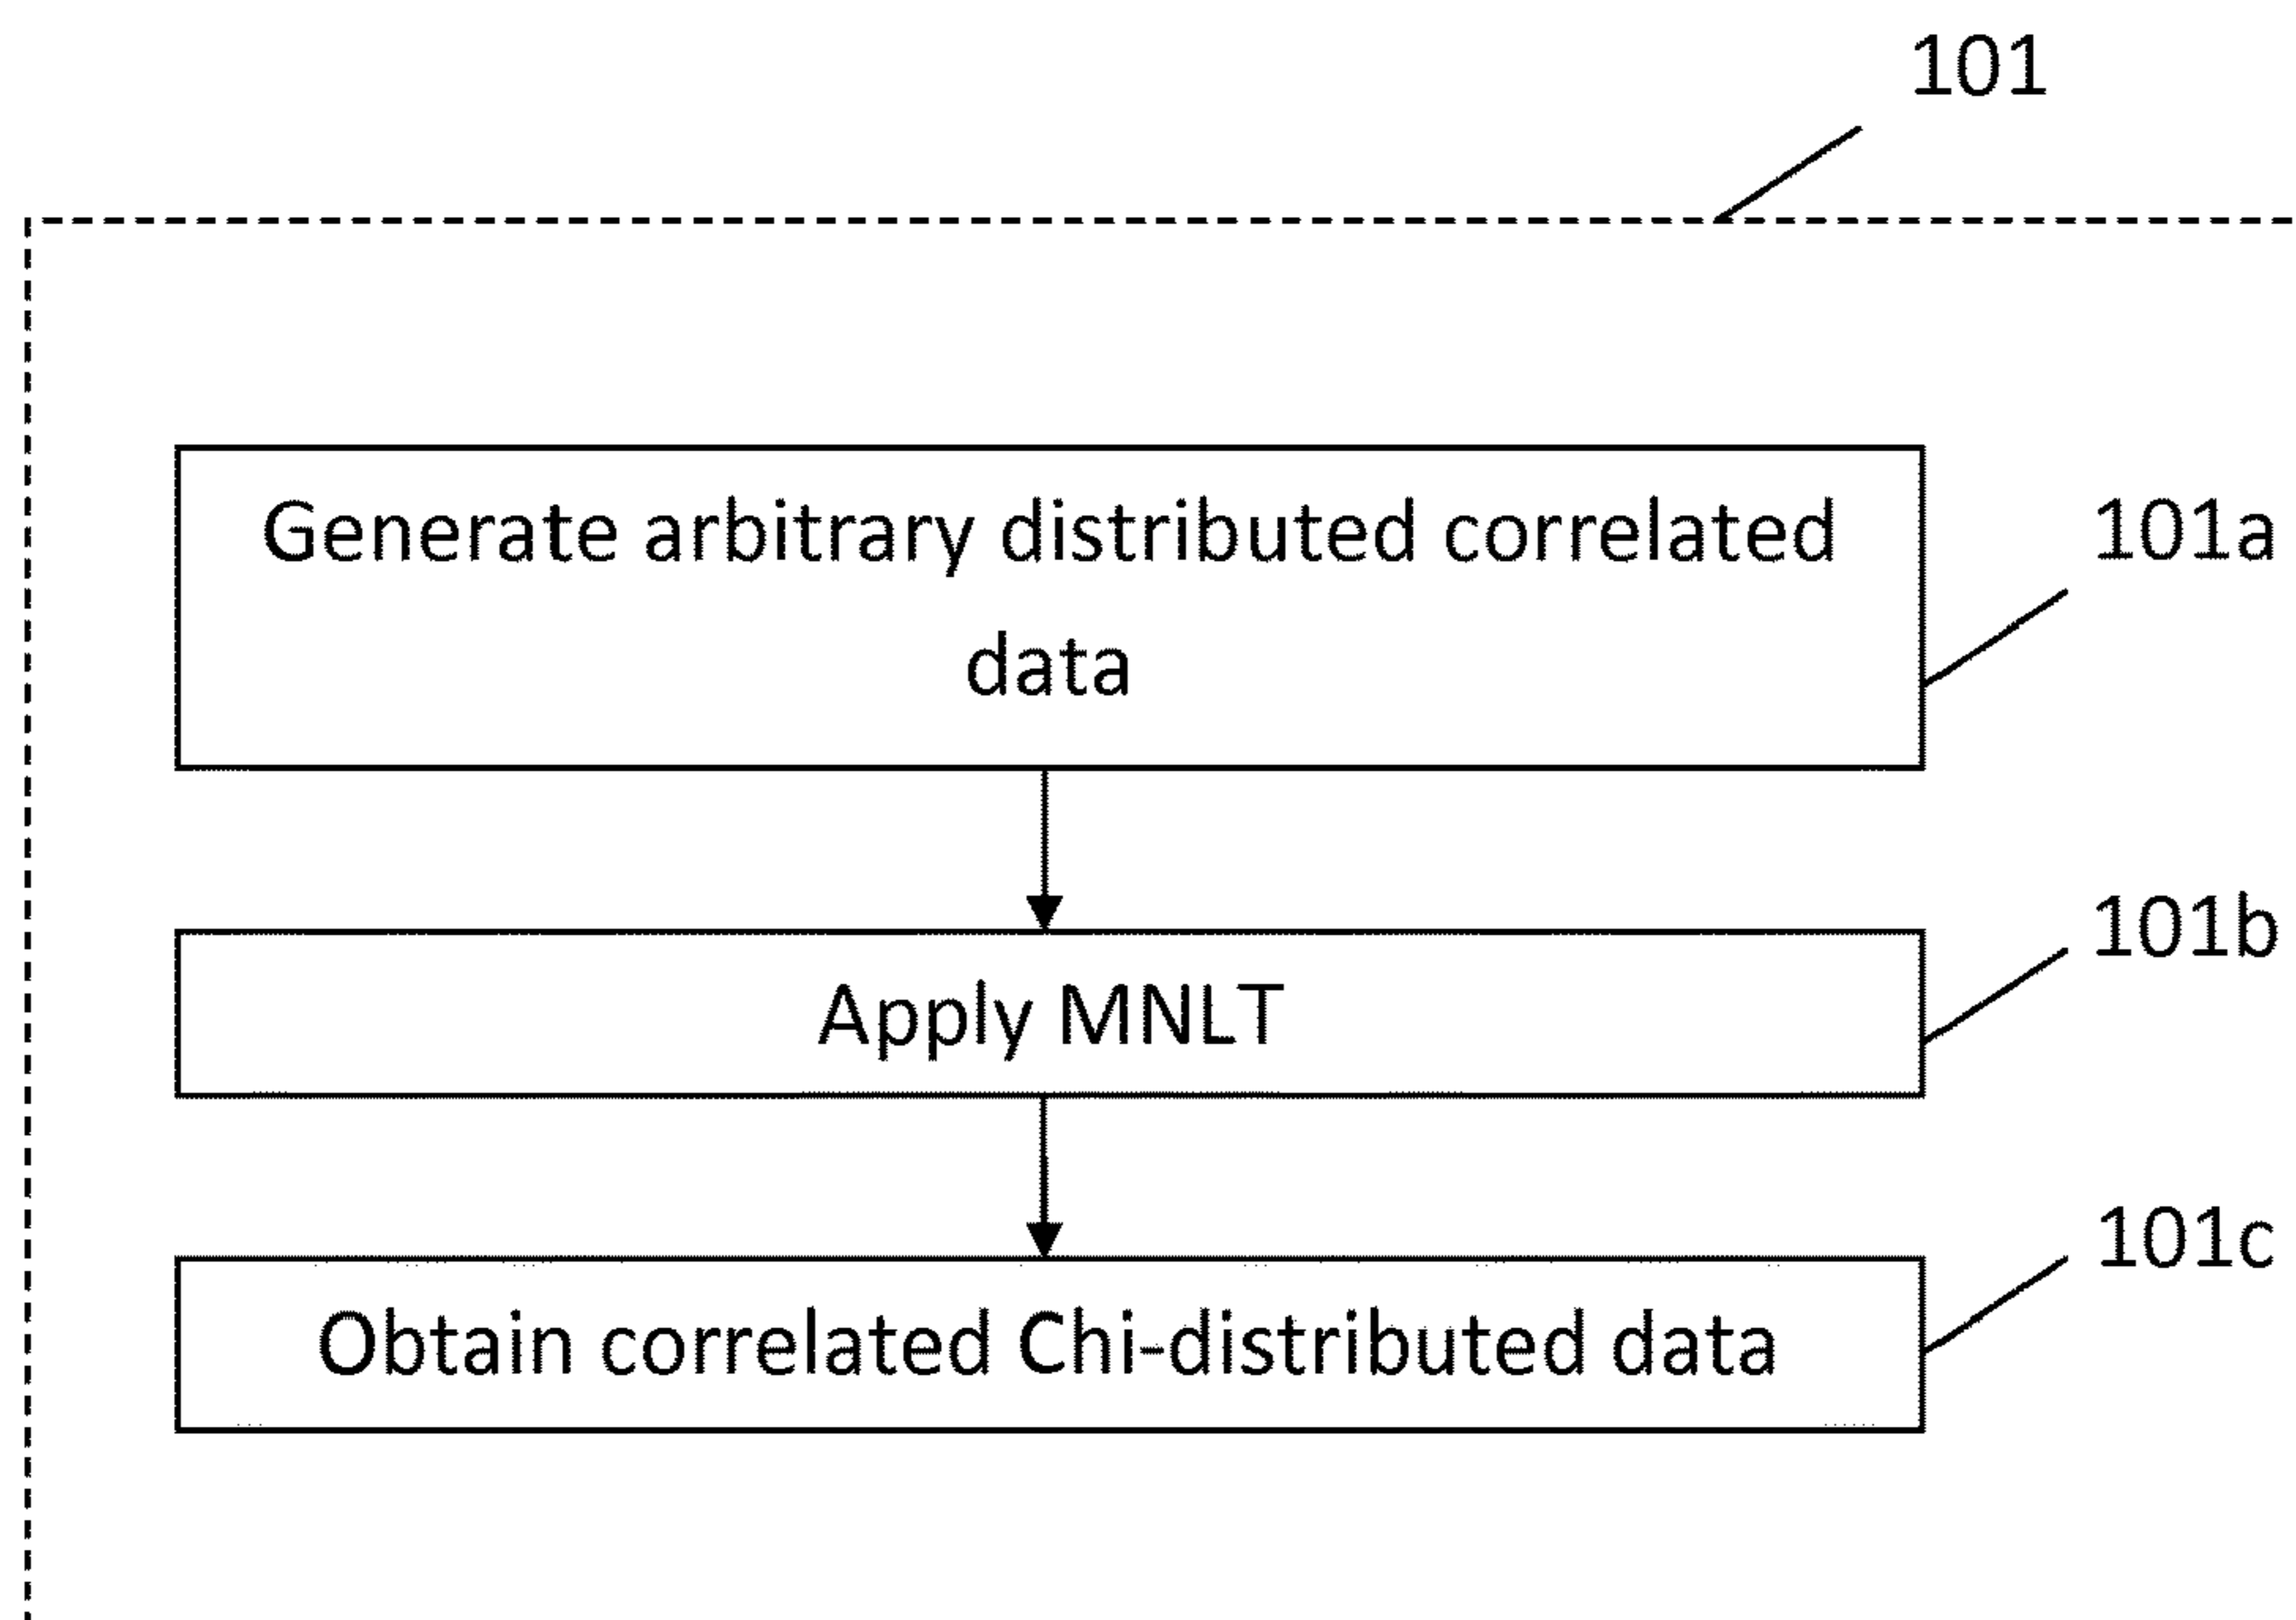 101
Generate arbitrary distributed correlated
data
101a
Apply MNLT
101b
Obtain correlated Chi-distributed data
101c